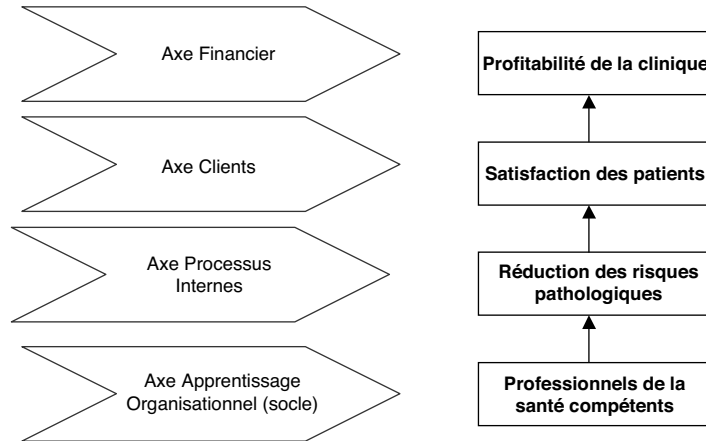 Axe Financier
Profitabilité de la clinique
Axe Clients
Satisfaction des patients
Axe Processus
Internes
Réduction des risques
pathologiques
Axe Apprentissage
Organisationnel (socle)
Professionnels de la
santé compétents